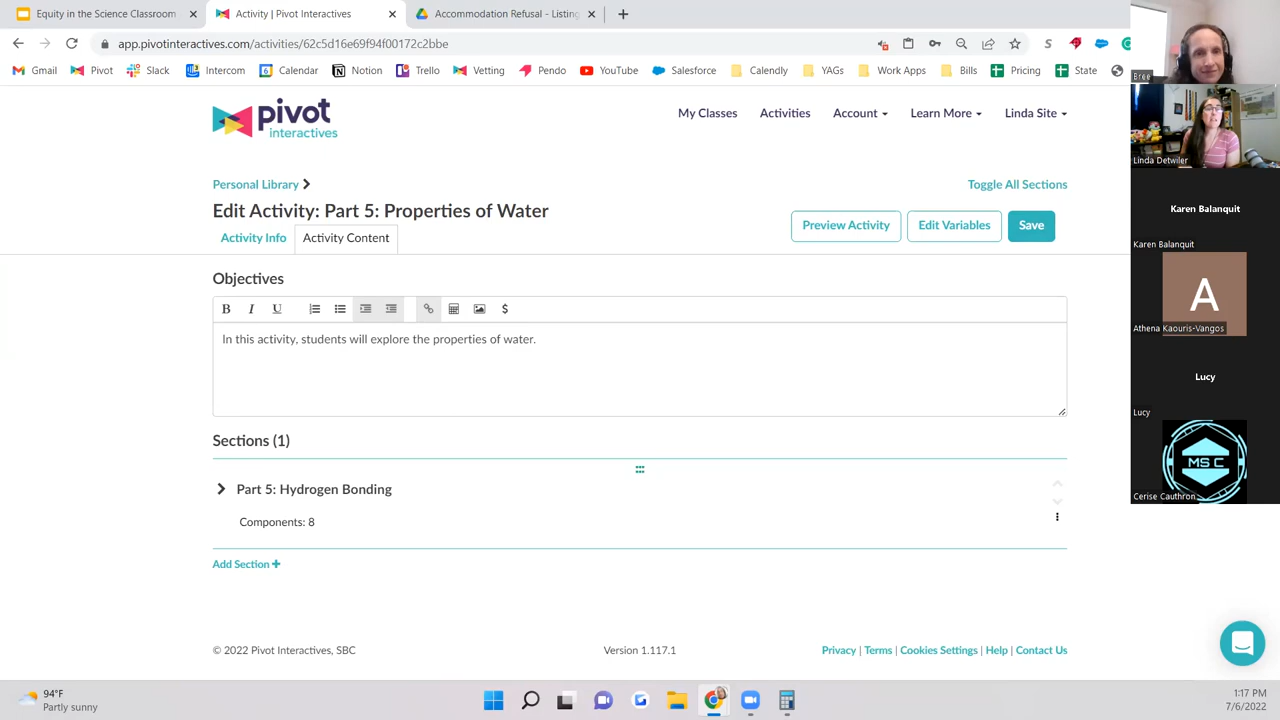 Equity in the Science Classroom
Activity | Pivot Interactives
Accommodation Refusal - Listing
app.pivotinteractives.com/activities/62c5d16e69f94f00172cdbbe
Gmail Pivot Slack Intercom Calendar Notion Trello Vetting Pendo YouTube Salesforce Calendly YAGs Work Apps Bills Pricing State
pivot
interactives
My Classes Activities Account Learn More Linda Site
Personal Library
Toggle All Sections
Edit Activity: Part 5: Properties of Water
Preview Activity Edit Variables Save
Activity Info Activity Content
Objectives
B I U $
In this activity, students will explore the properties of water.
Sections (1)
Part 5: Hydrogen Bonding
Components: 8
Add Section +
© 2022 Pivot Interactives, SBC
Version 1.117.1
Privacy | Terms | Cookies Settings | Help | Contact Us
Bree
Linda Detwiler
Karen Balanquit
Karen Balanquit
A
Athena Kaouris-Vangos
Lucy
Lucy
MS C
Cerise Cauthron
94°F
Partly sunny
1:17 PM
7/6/2022